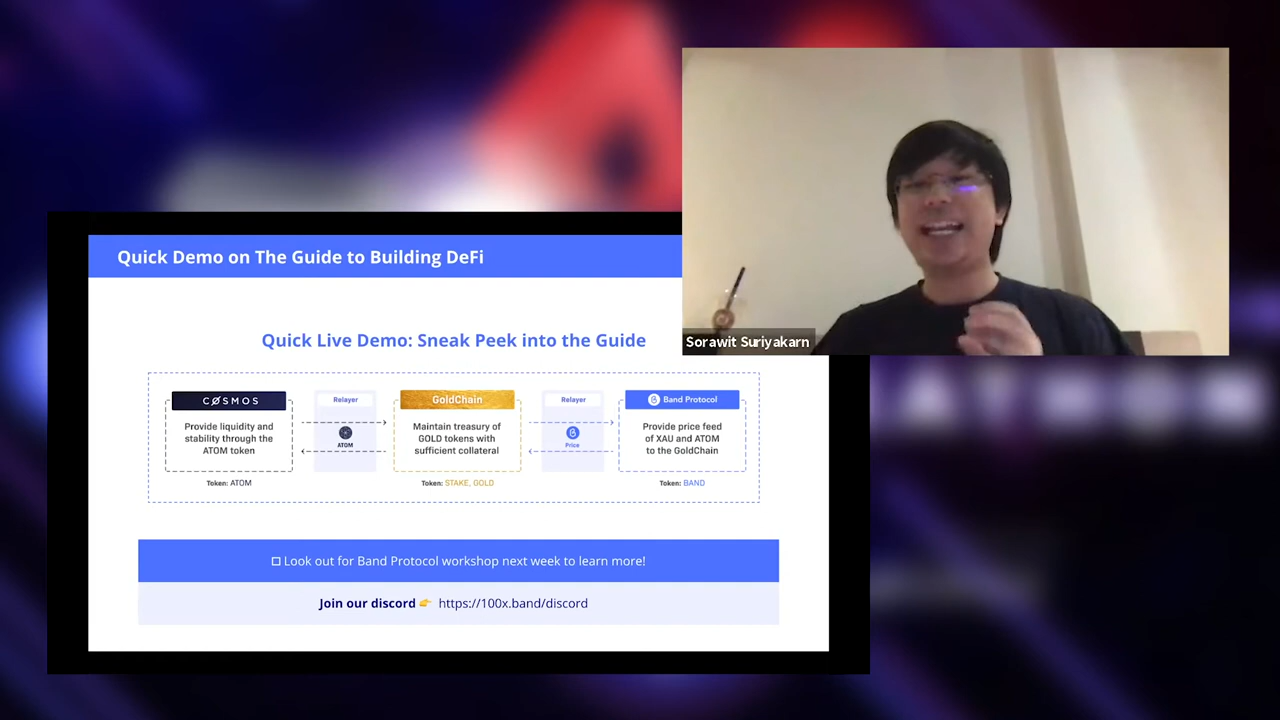 Quick Demo on The Guide to Building DeFi
Sorawit Suriyakarn
Quick Live Demo: Sneak Peek into the Guide
COSMOS
Provide liquidity and
stability through the
ATOM token
Token: ATOM
Relayer
ATOM
GoldChain
Maintain treasury of
GOLD tokens with
sufficient collateral
Token: STAKE, GOLD
Relayer
Price
Band Protocol
Provide price feed
of XAU and ATOM
to the GoldChain
Token: BAND
Look out for Band Protocol workshop next week to learn more!
Join our discord 👉 https://100x.band/discord